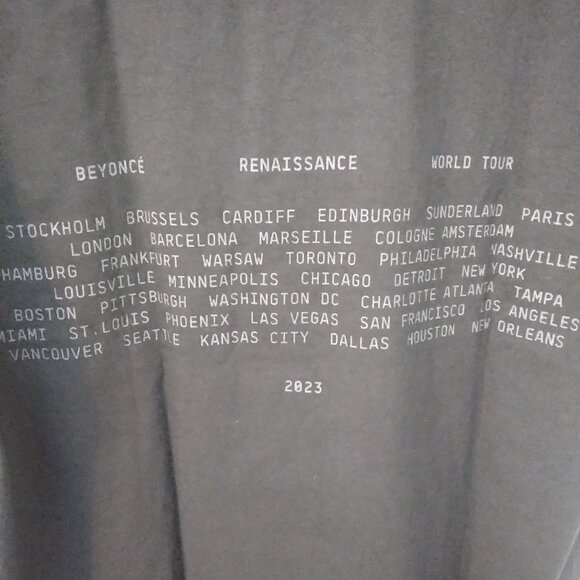 BEYONCÉ RENAISSANCE WORLD TOUR
STOCKHOLM BRUSSELS CARDIFF EDINBURGH SUNDERLAND PARIS
LONDON BARCELONA MARSEILLE COLOGNE AMSTERDAM
HAMBURG FRANKFURT WARSAW TORONTO PHILADELPHIA NASHVILLE
LOUISVILLE MINNEAPOLIS CHICAGO DETROIT NEW YORK
BOSTON PITTSBURGH WASHINGTON DC CHARLOTTE ATLANTA TAMPA
MIAMI ST. LOUIS PHOENIX LAS VEGAS SAN FRANCISCO LOS ANGELES
VANCOUVER SEATTLE KANSAS CITY DALLAS HOUSTON NEW ORLEANS
2023